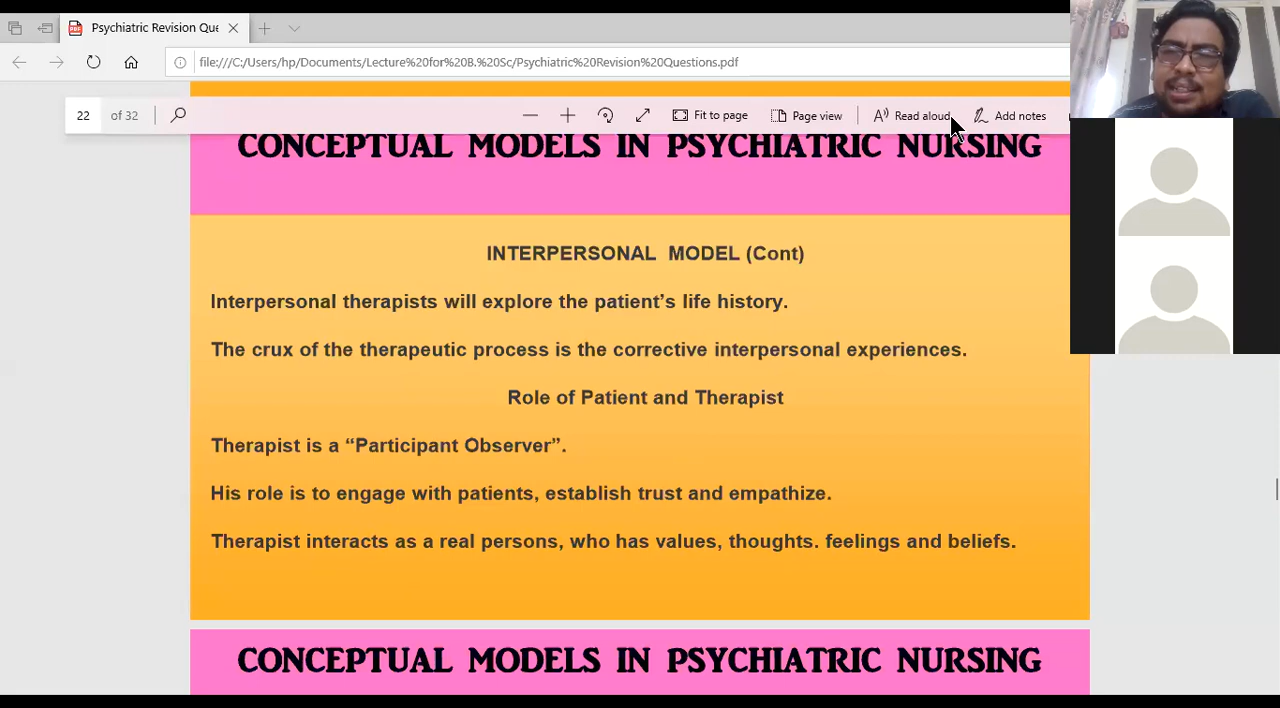 Psychiatric Revision Que
file:///C:/Users/hp/Documents/Lecture%20for%20B.%20Sc/Psychiatric%20Revision%20Questions.pdf
22 of 32
Fit to page
Page view
Read aloud
Add notes
CONCEPTUAL MODELS IN PSYCHIATRIC NURSING
INTERPERSONAL MODEL (Cont)
Interpersonal therapists will explore the patient’s life history.
The crux of the therapeutic process is the corrective interpersonal experiences.
Role of Patient and Therapist
Therapist is a “Participant Observer”.
His role is to engage with patients, establish trust and empathize.
Therapist interacts as a real persons, who has values, thoughts. feelings and beliefs.
CONCEPTUAL MODELS IN PSYCHIATRIC NURSING